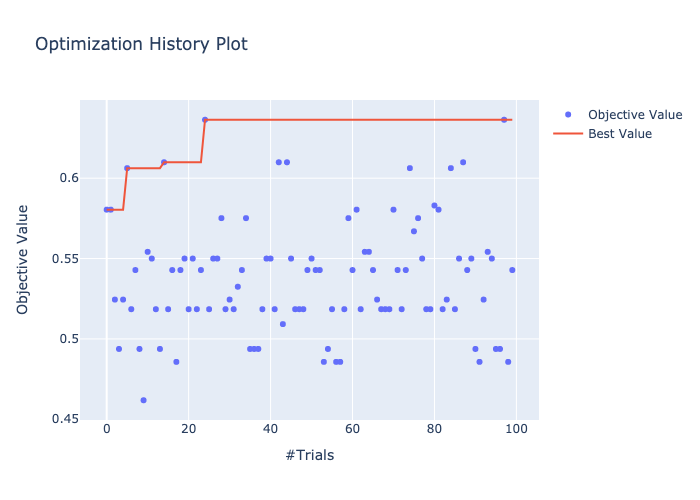 Optimization History Plot
Objective Value
Best Value
0.6
0.55
0.5
0.45
Objective Value
0
20
40
60
80
100
#Trials